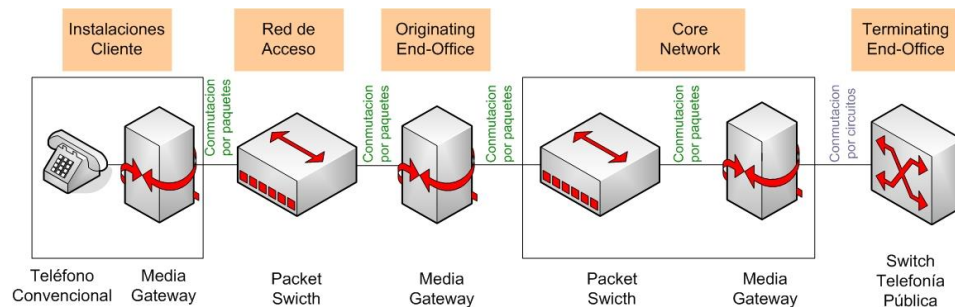 Instalaciones
Cliente
Red de
Acceso
Originating
End-Office
Core
Network
Terminating
End-Office
Conmutacion
por paquetes
Conmutacion
por paquetes
Conmutacion
por paquetes
Conmutacion
por paquetes
Conmutacion
por circuitos
Teléfono
Convencional
Media
Gateway
Packet
Swicth
Media
Gateway
Packet
Swicth
Media
Gateway
Switch
Telefonía
Pública